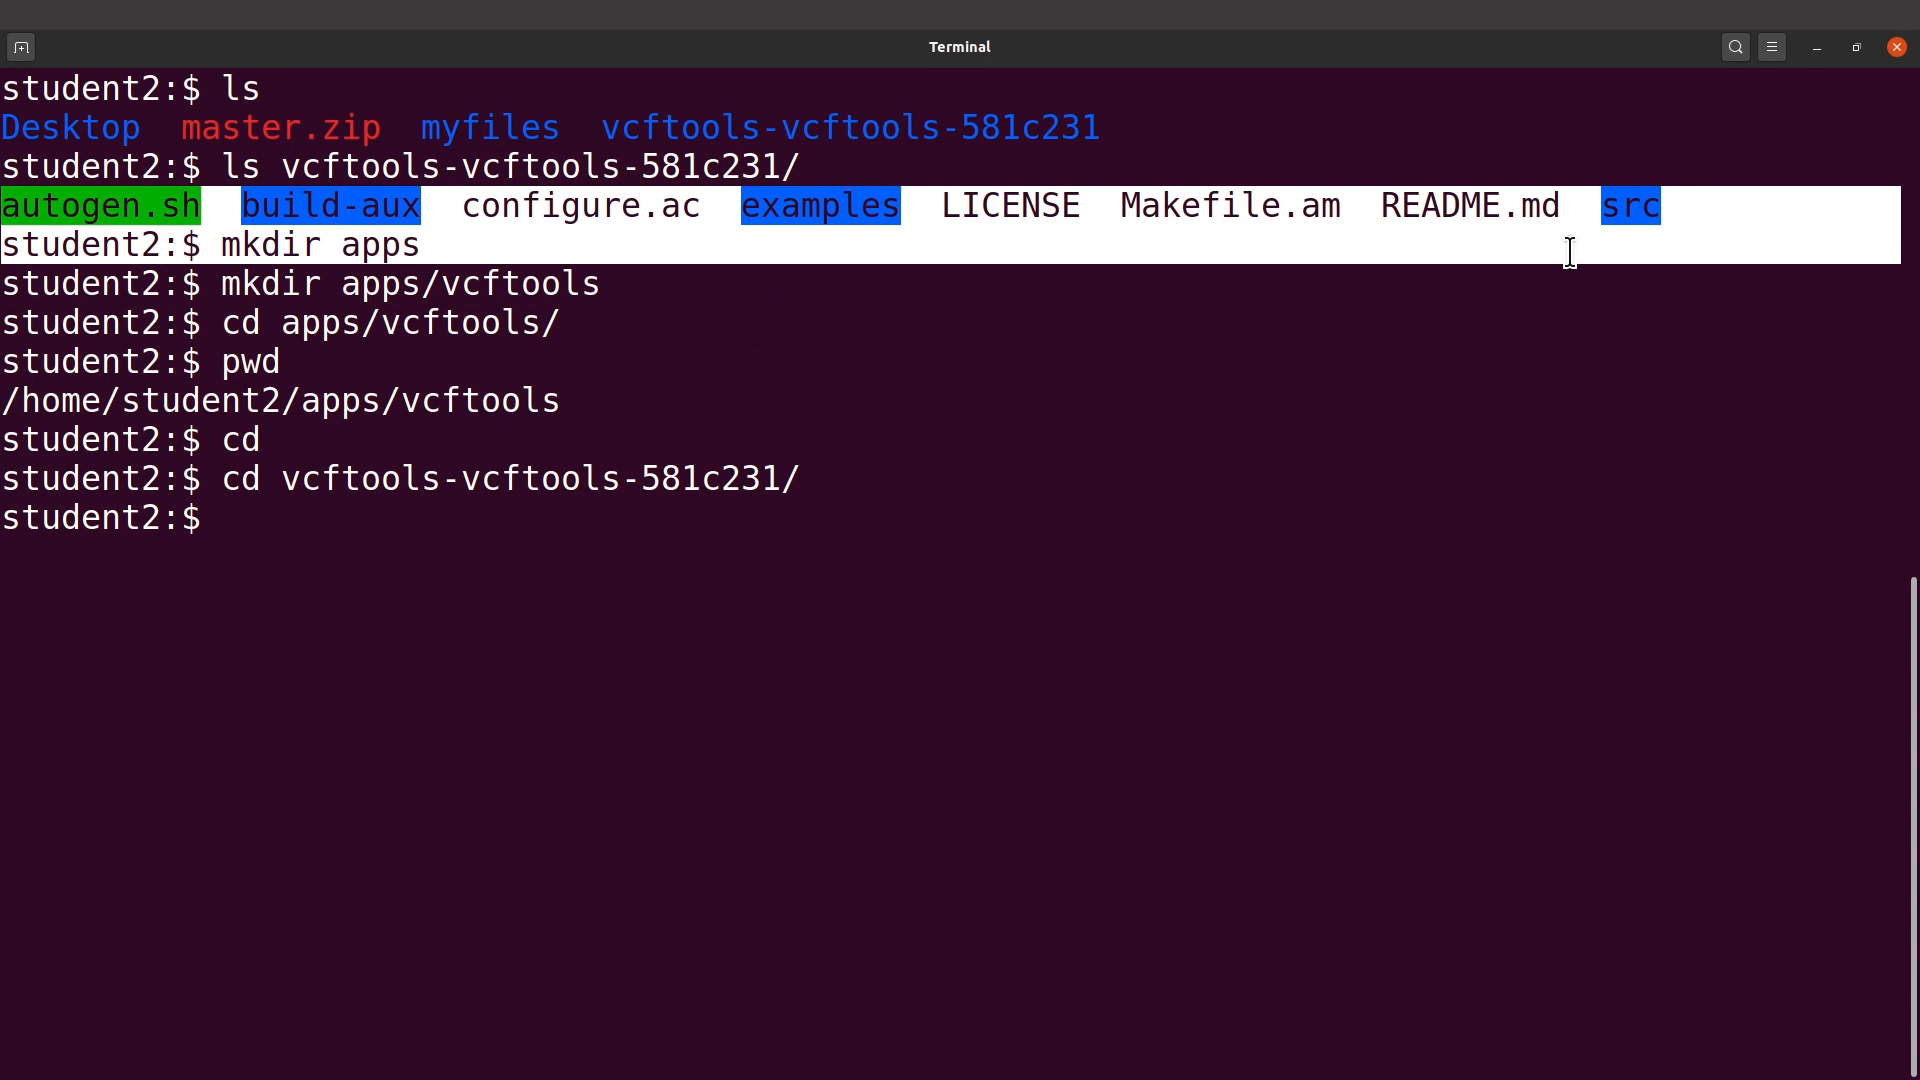 Terminal
student2:$ ls
Desktop  master.zip  myfiles  vcftools-vcftools-581c231
student2:$ ls vcftools-vcftools-581c231/
autogen.sh  build-aux  configure.ac  examples  LICENSE  Makefile.am  README.md  src
student2:$ mkdir apps
student2:$ mkdir apps/vcftools
student2:$ cd apps/vcftools/
student2:$ pwd
/home/student2/apps/vcftools
student2:$ cd
student2:$ cd vcftools-vcftools-581c231/
student2:$